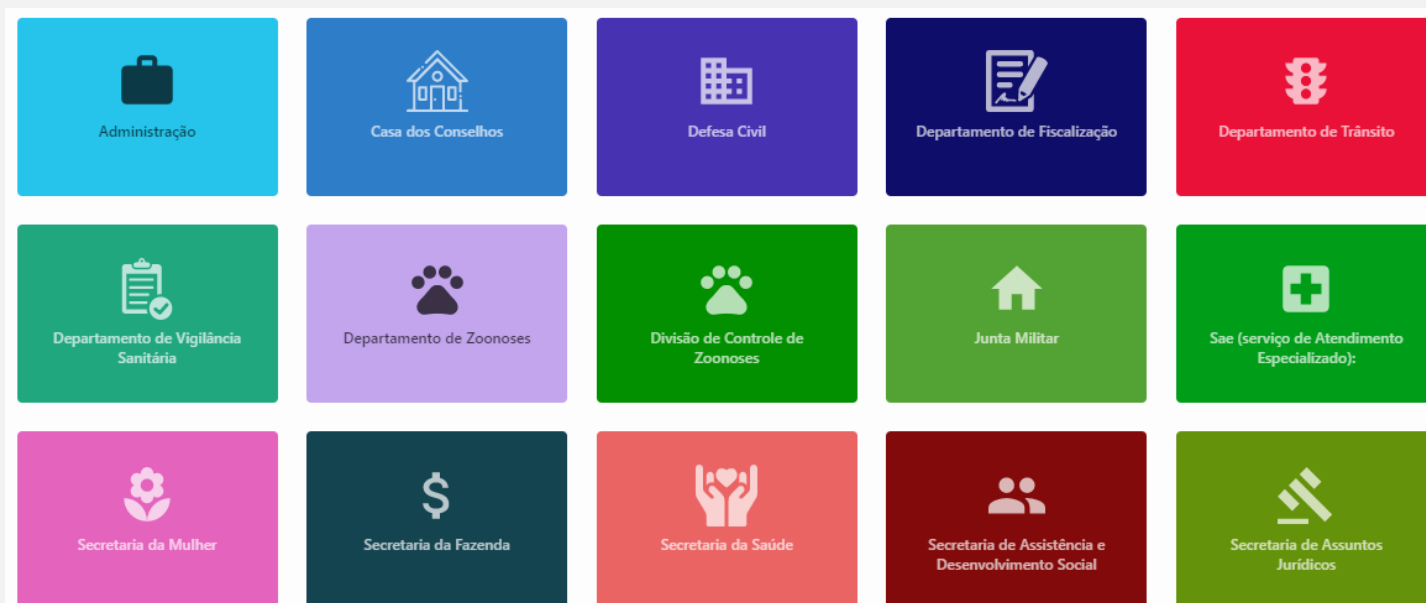 Administração
Casa dos Conselhos
Defesa Civil
Departamento de Fiscalização
Departamento de Trânsito
Departamento de Vigilância
Sanitária
Departamento de Zoonoses
Divisão de Controle de
Zoonoses
Junta Militar
Sae (serviço de Atendimento
Especializado):
Secretaria da Mulher
Secretaria da Fazenda
Secretaria da Saúde
Secretaria de Assistência e
Desenvolvimento Social
Secretaria de Assuntos
Jurídicos